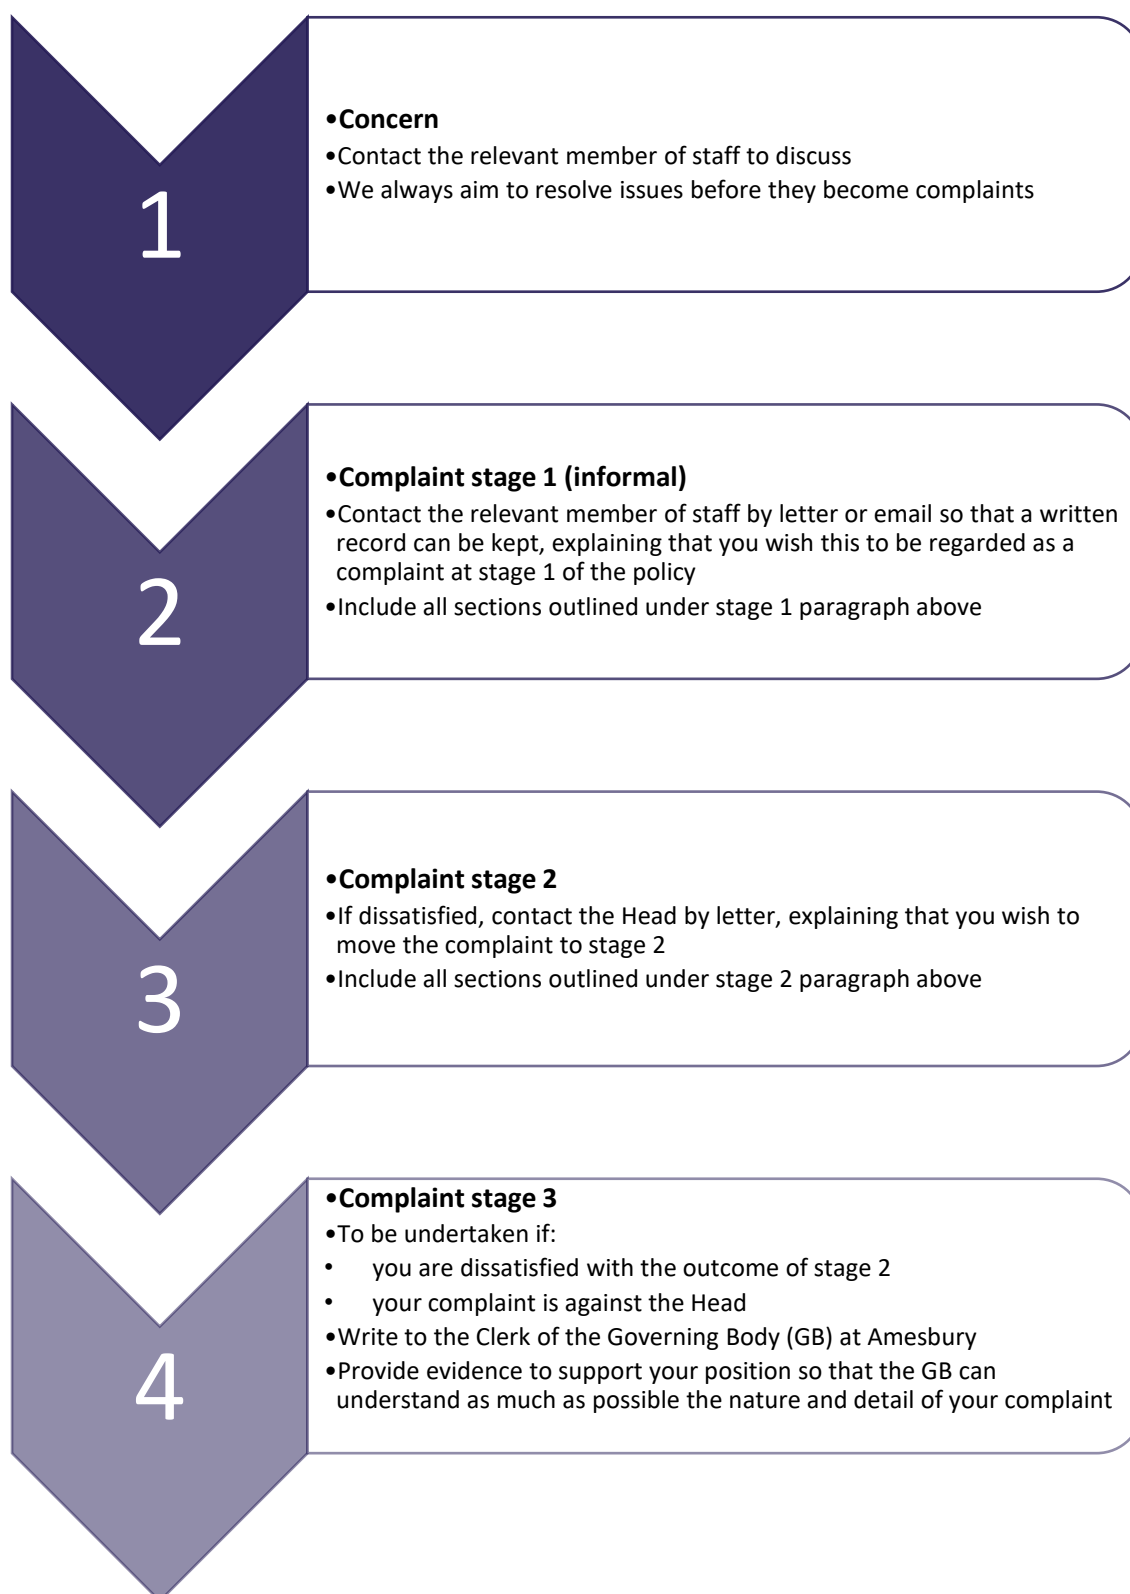 1
•Concern
•Contact the relevant member of staff to discuss
•We always aim to resolve issues before they become complaints
2
•Complaint stage 1 (informal)
•Contact the relevant member of staff by letter or email so that a written
record can be kept, explaining that you wish this to be regarded as a
complaint at stage 1 of the policy
•Include all sections outlined under stage 1 paragraph above
3
•Complaint stage 2
•If dissatisfied, contact the Head by letter, explaining that you wish to
move the complaint to stage 2
•Include all sections outlined under stage 2 paragraph above
4
•Complaint stage 3
•To be undertaken if:
• you are dissatisfied with the outcome of stage 2
• your complaint is against the Head
•Write to the Clerk of the Governing Body (GB) at Amesbury
•Provide evidence to support your position so that the GB can
understand as much as possible the nature and detail of your complaint